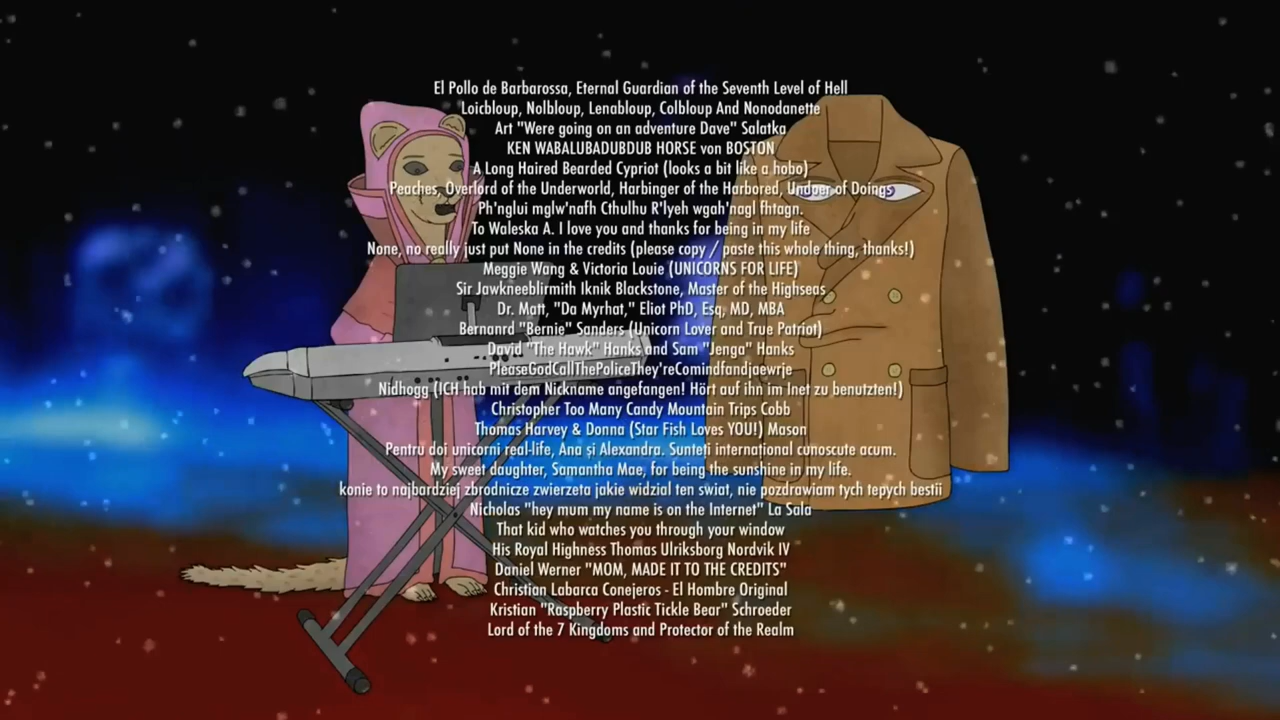 El Pollo de Barbarossa, Eternal Guardian of the Seventh Level of Hell
Loicbloup, Nolbloup, Lenabloup, Colbloup And Nonodanette
Art "Were going on an adventure Dave" Salatka
KEN WABALUBADUBDUB HORSE von BOSTON
A Long Haired Bearded Cypriot (looks a bit like a hobo)
Peaches, Overlord of the Underworld, Harbinger of the Harbored, Undoer of Doings
Ph'nglui mglw'nafh Cthulhu R'lyeh wgah'nagl fhtagn.
To Waleska A. I love you and thanks for being in my life
None, no really just put None in the credits (please copy / paste this whole thing, thanks!)
Meggie Wang & Victoria Louie (UNICORNS FOR LIFE)
Sir Jawkneeblirmith Iknik Blackstone, Master of the Highseas
Dr. Matt, "Da Myrhat," Eliot PhD, Esq, MD, MBA
Bernanrd "Bernie" Sanders (Unicorn Lover and True Patriot)
David "The Hawk" Hanks and Sam "Jenga" Hanks
PleaseGodCallThePoliceThey'reComindfandjaewrje
Nidhogg (ICH hab mit dem Nickname angefangen! Hört auf ihn im Inet zu benutzten!)
Christopher Too Many Candy Mountain Trips Cobb
Thomas Harvey & Donna (Star Fish Loves YOU!) Mason
Pentru doi unicorni real-life, Ana și Alexandra. Sunteți internațional cunoscute acum.
My sweet daughter, Samantha Mae, for being the sunshine in my life.
konie to najbardziej zbrodnicze zwierzeta jakie widzial ten swiat, nie pozdrawiam tych tepych bestii
Nicholas "hey mum my name is on the Internet" La Sala
That kid who watches you through your window
His Royal Highness Thomas Ulriksborg Nordvik IV
Daniel Werner "MOM, MADE IT TO THE CREDITS"
Christian Labarca Conejeros - El Hombre Original
Kristian "Raspberry Plastic Tickle Bear" Schroeder
Lord of the 7 Kingdoms and Protector of the Realm